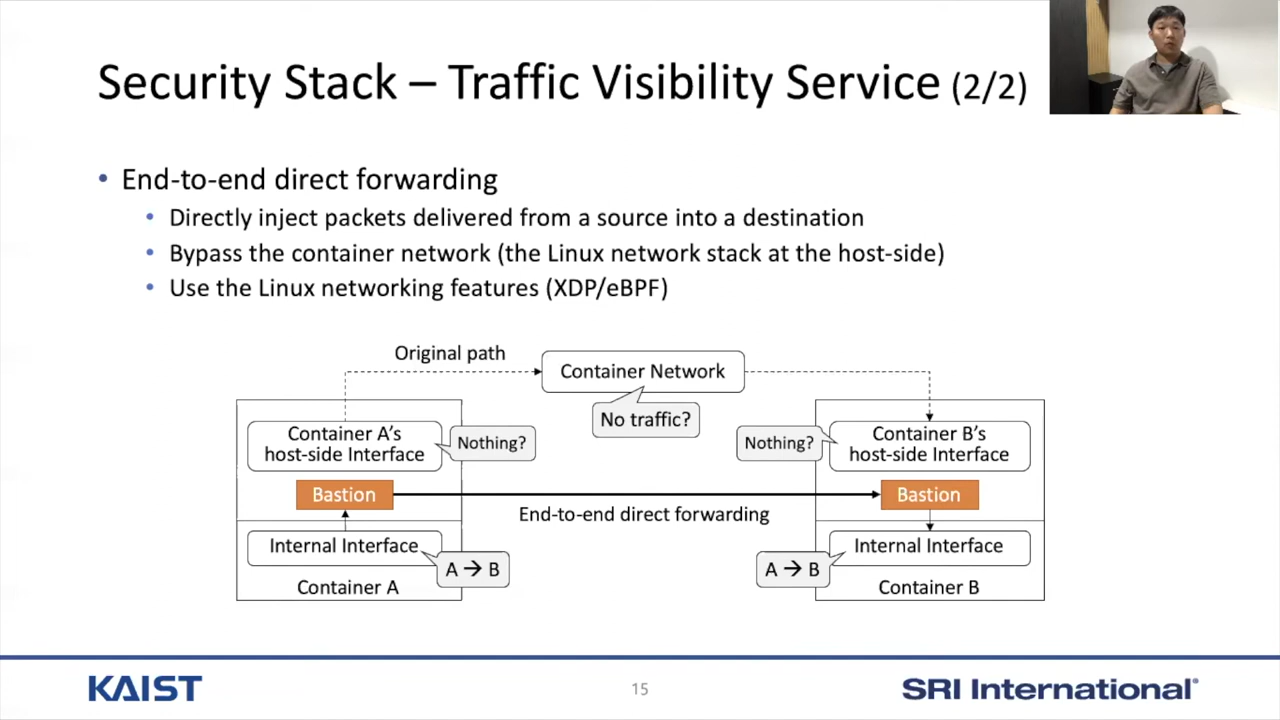 Security Stack – Traffic Visibility Service (2/2)
• End-to-end direct forwarding
• Directly inject packets delivered from a source into a destination
• Bypass the container network (the Linux network stack at the host-side)
• Use the Linux networking features (XDP/eBPF)
Original path
Container Network
No traffic?
Container A's
host-side Interface
Nothing?
Nothing?
Container B's
host-side Interface
Bastion
Bastion
End-to-end direct forwarding
Internal Interface
A → B
A → B
Internal Interface
Container A
Container B
KAIST
15
SRI International®